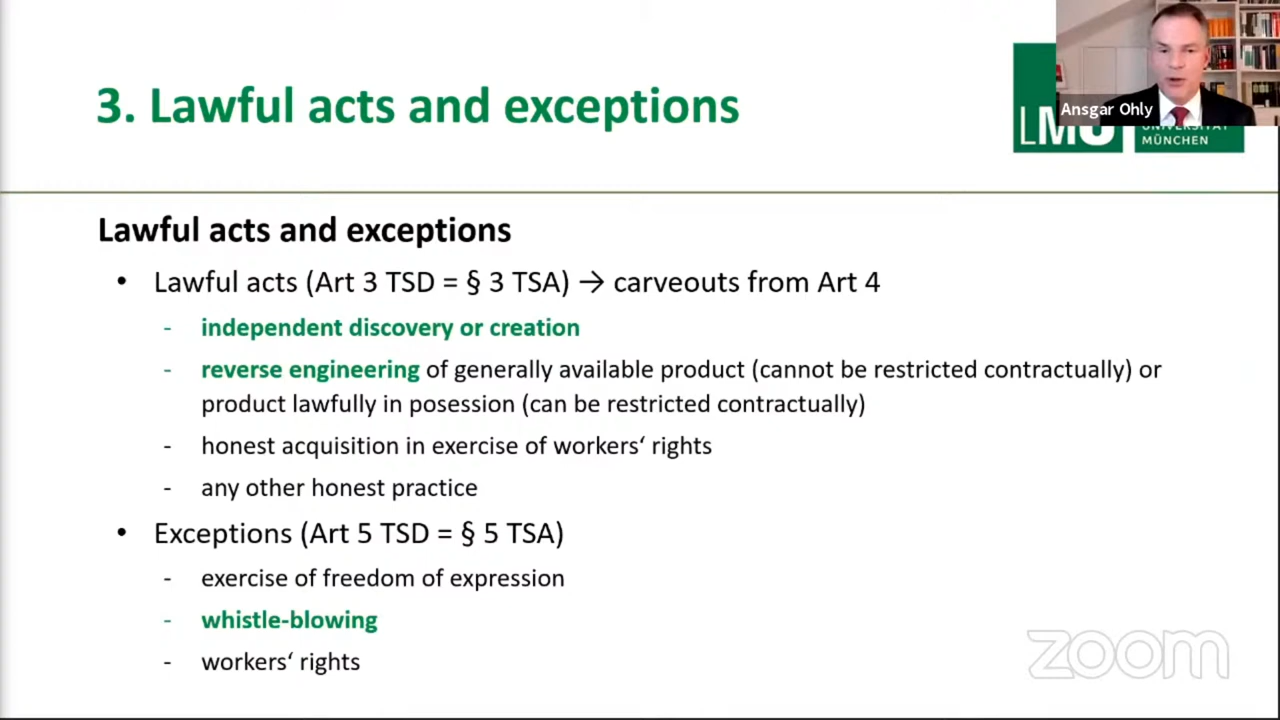 3. Lawful acts and exceptions
Ansgar Ohly
MÜNCHEN
Lawful acts and exceptions
• Lawful acts (Art 3 TSD = § 3 TSA) → carveouts from Art 4
- independent discovery or creation
- reverse engineering of generally available product (cannot be restricted contractually) or
product lawfully in posession (can be restricted contractually)
- honest acquisition in exercise of workers‘ rights
- any other honest practice
• Exceptions (Art 5 TSD = § 5 TSA)
- exercise of freedom of expression
- whistle-blowing
- workers‘ rights
zoom